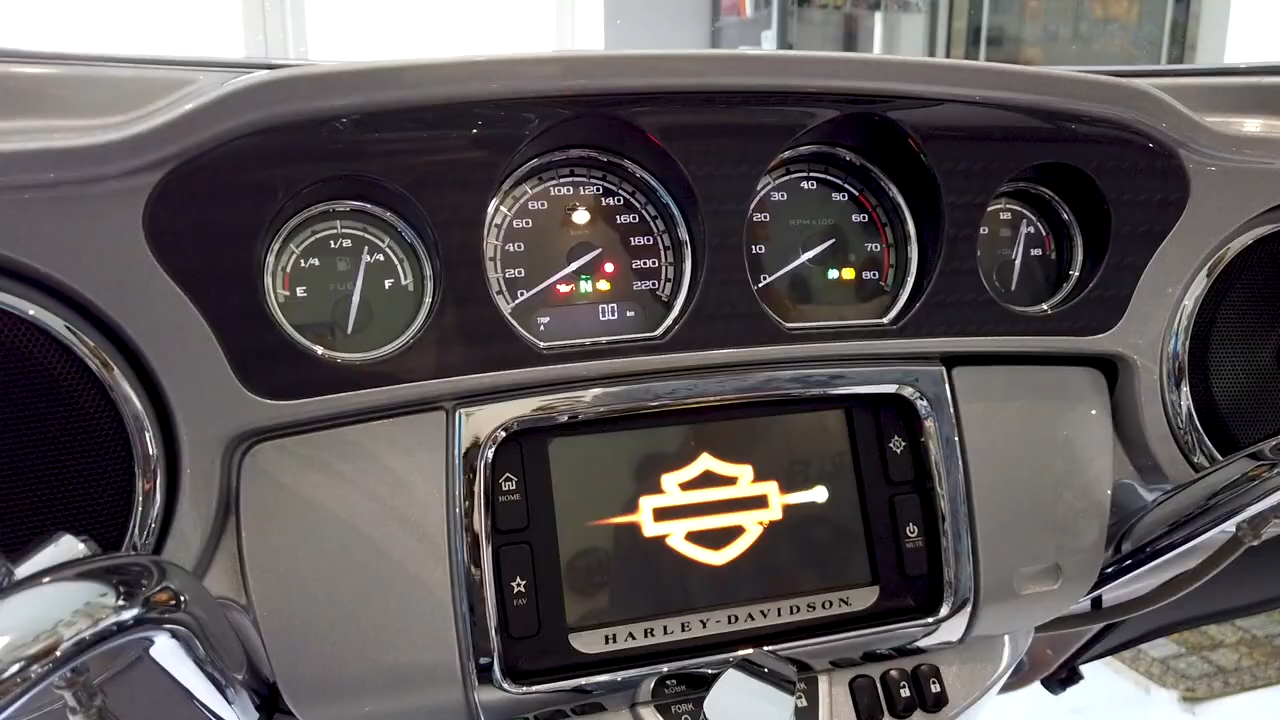 1/4 1/2 3/4
E FUEL F
0 20 40 60 80 100 120 140 160 180 200 220
km/h
N
TRIP A 0.0 km
0 10 20 30 40 50 60 70 80
RPM x100
12 14 16
HOME
FAV
MUTE
HARLEY-DAVIDSON
FORK
FORK